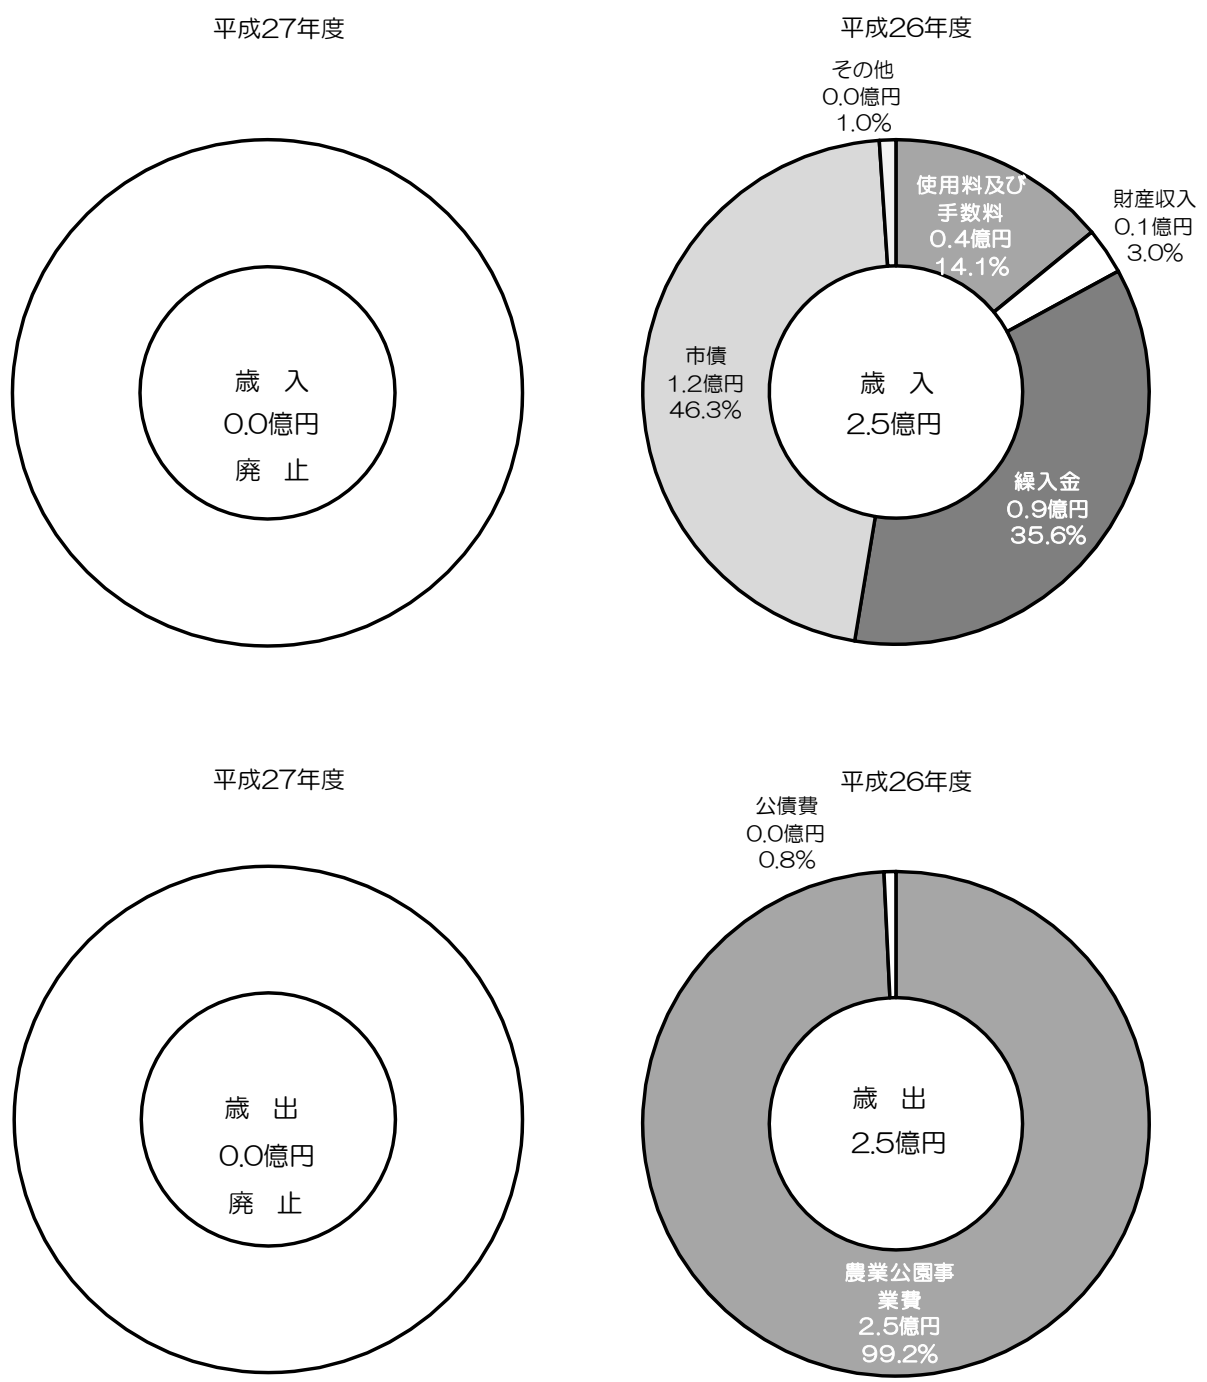 平成27年度
歳 入
0.0億円
廃 止
平成26年度
その他
0.0億円
1.0%
使用料及び
手数料
0.4億円
14.1%
財産収入
0.1億円
3.0%
市債
1.2億円
46.3%
歳 入
2.5億円
繰入金
0.9億円
35.6%
平成27年度
歳 出
0.0億円
廃 止
平成26年度
公債費
0.0億円
0.8%
歳 出
2.5億円
農業公園事
業費
2.5億円
99.2%